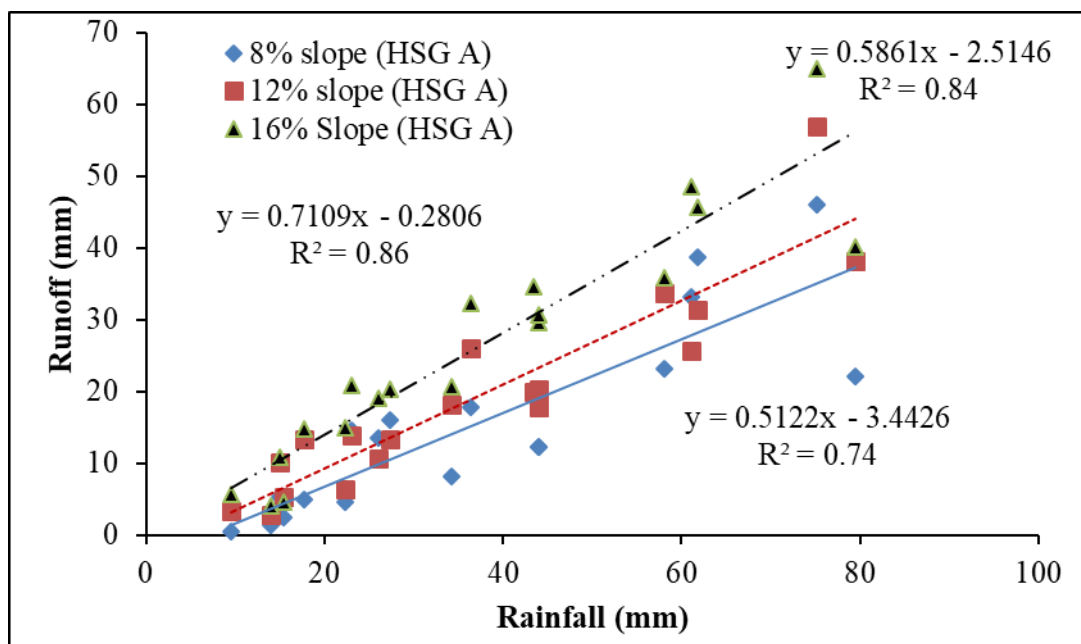 70
60
50
40
30
20
10
0
Runoff (mm)
8% slope (HSG A)
12% slope (HSG A)
16% Slope (HSG A)
y = 0.5861x - 2.5146
R² = 0.84
y = 0.7109x - 0.2806
R² = 0.86
y = 0.5122x - 3.4426
R² = 0.74
0 20 40 60 80 100
Rainfall (mm)